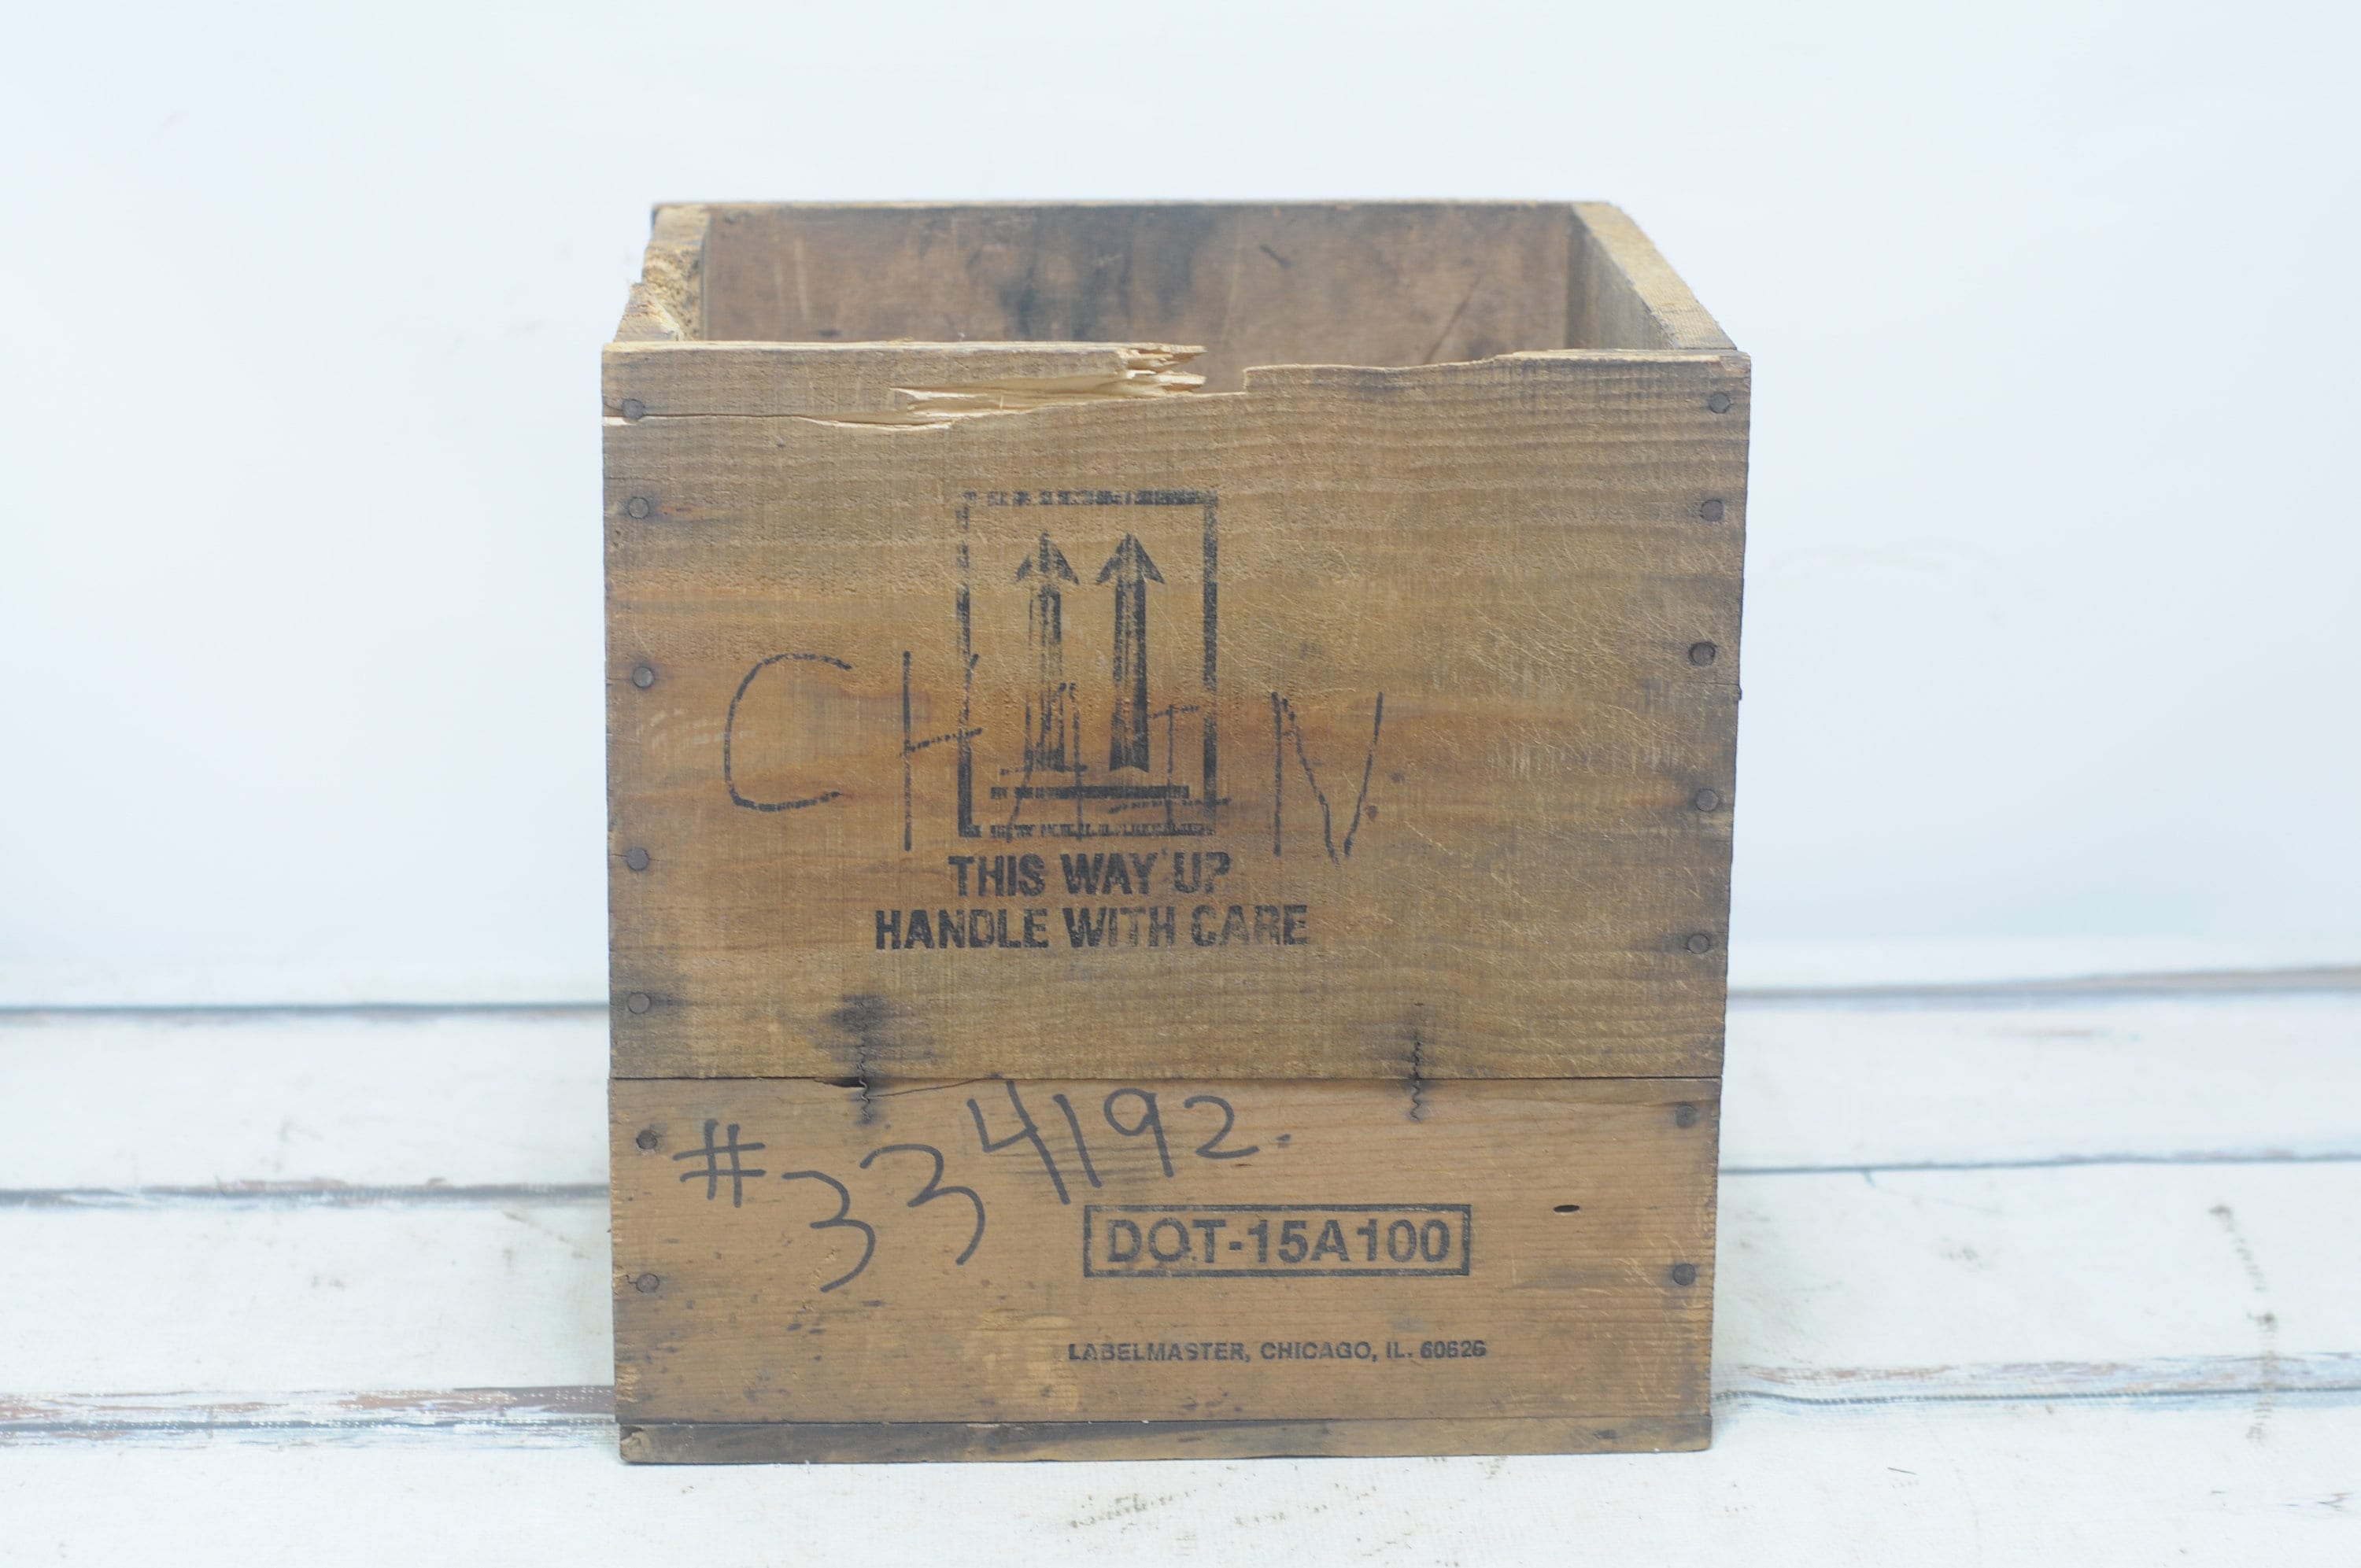 CHAIN
THIS WAY UP
HANDLE WITH CARE
#334192.
DOT-15A100
LABELMASTER, CHICAGO, IL. 60626